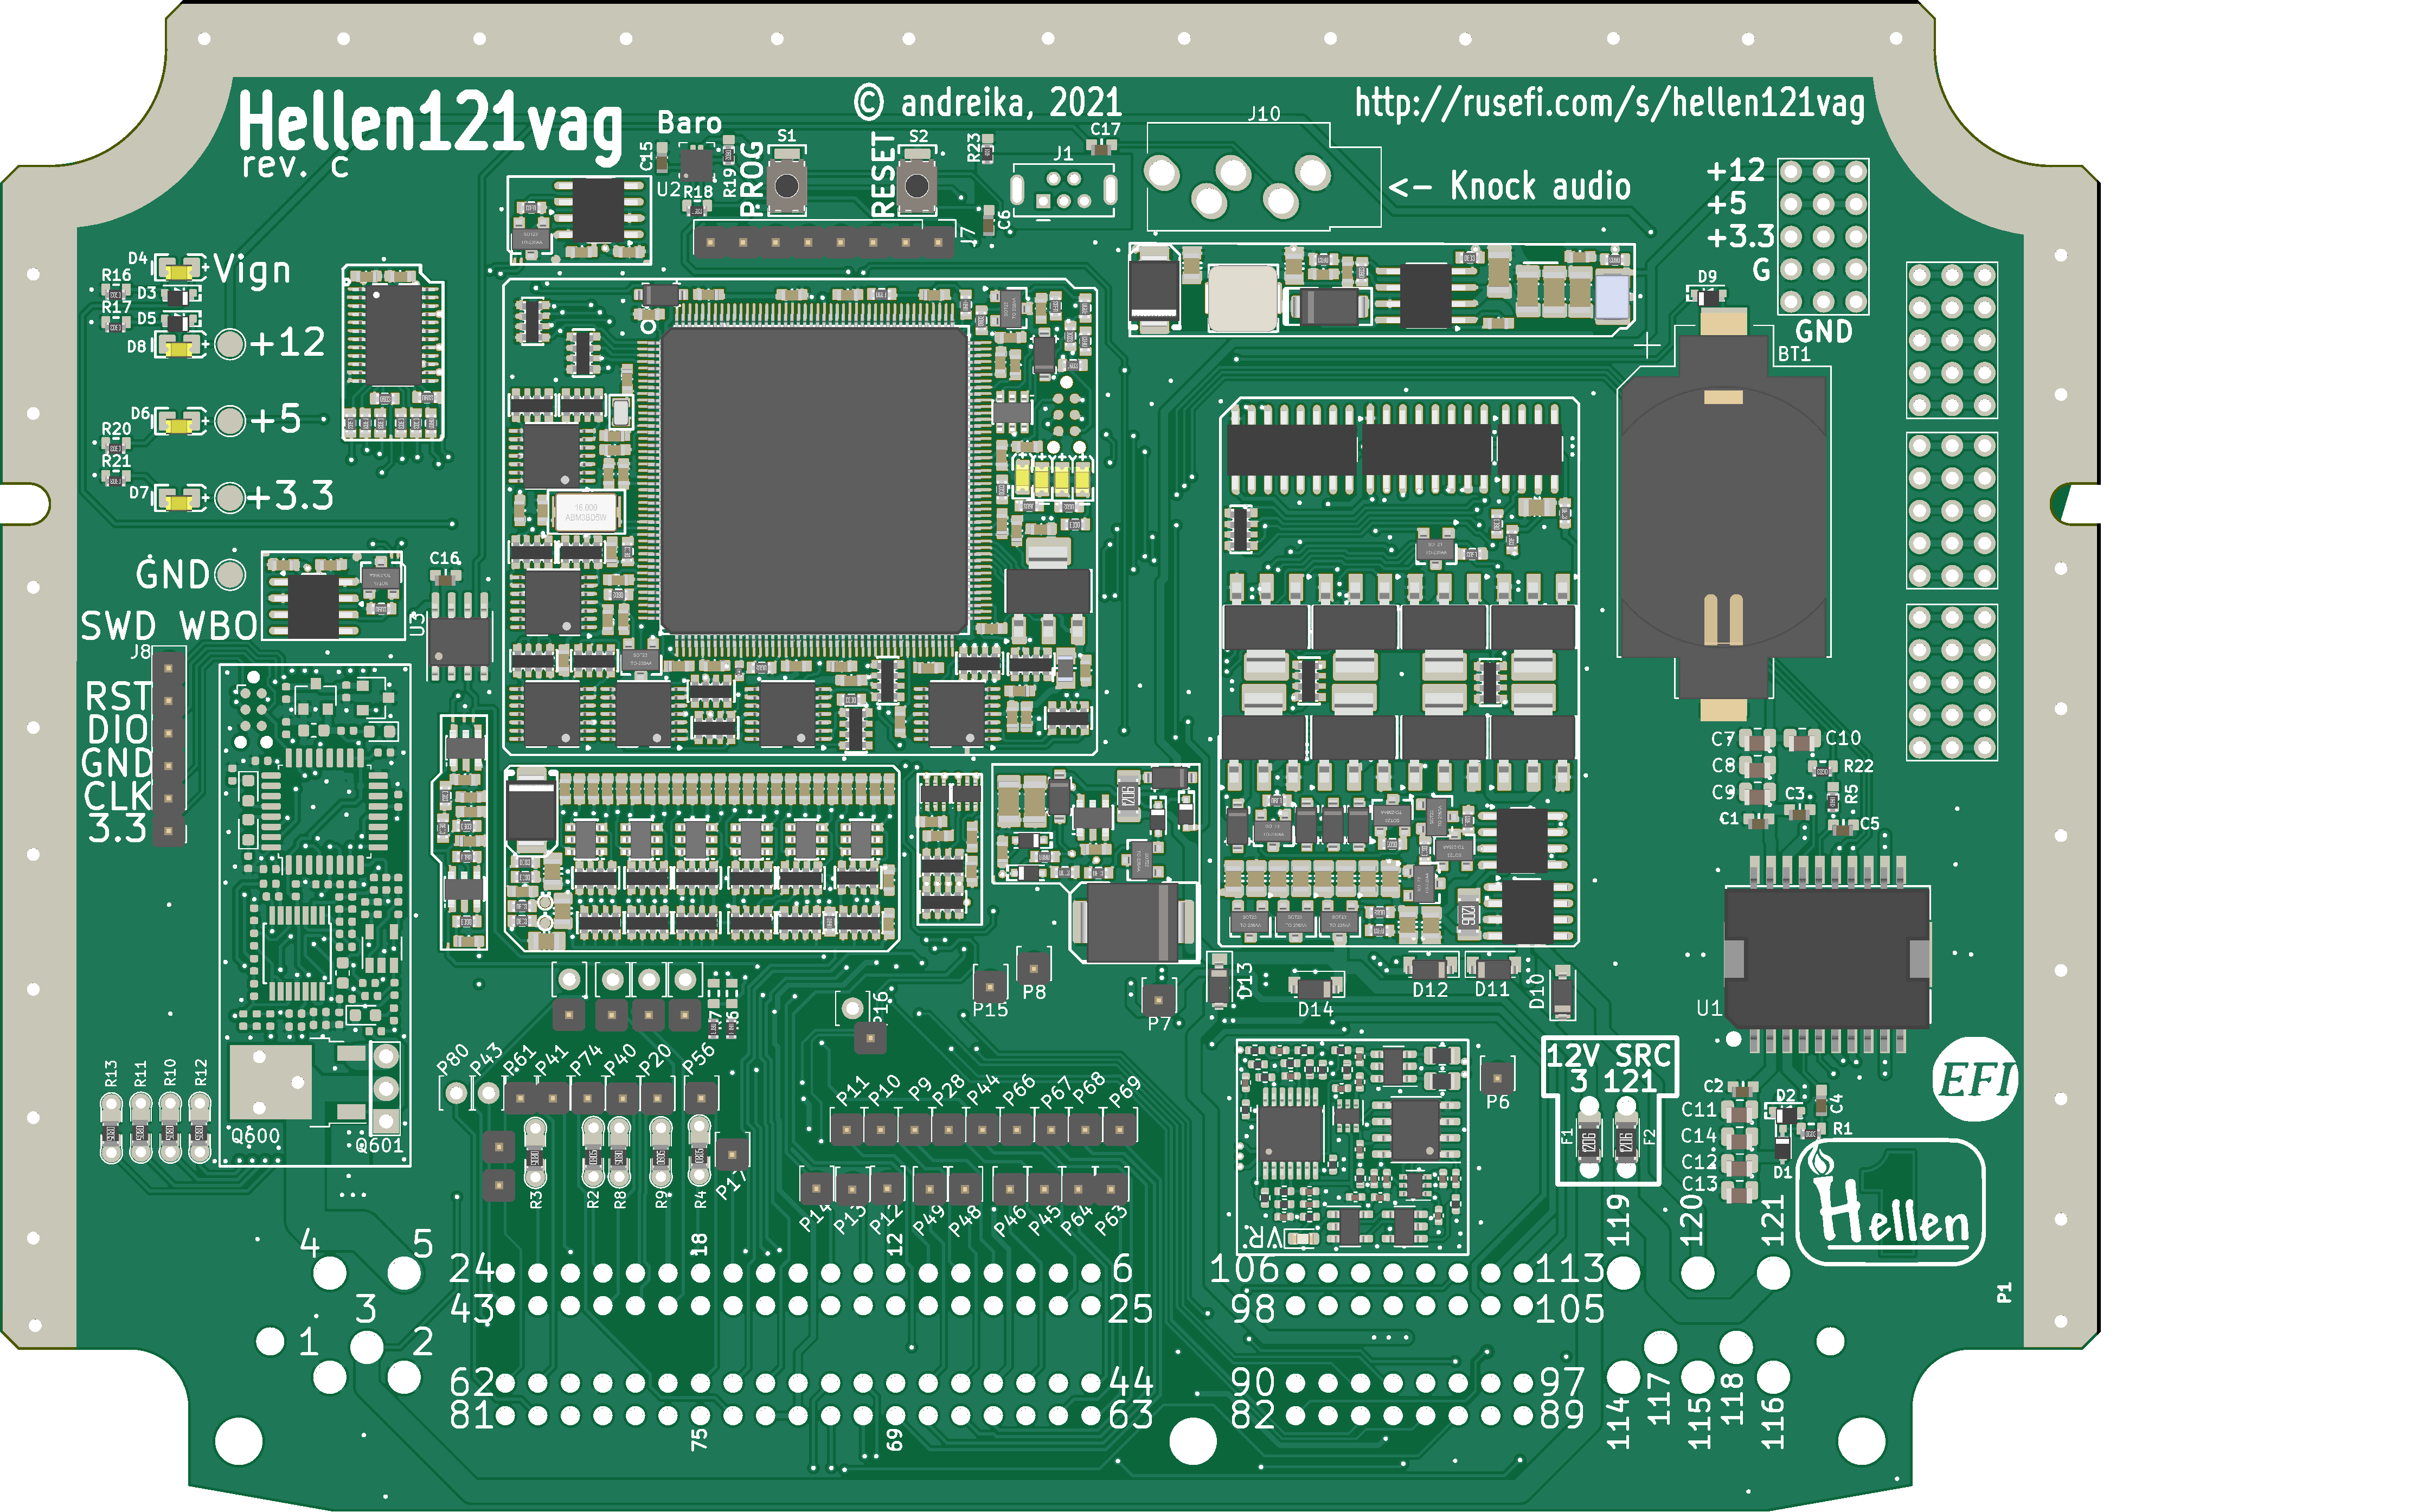 Hellen121vag
rev. c
© andreika, 2021
http://rusefi.com/s/hellen121vag
Baro
C15
U2
R18
R19
S1
PROG
S2
RESET
R23
C6
J7
C17
J1
J10
<- Knock audio
+12
+5
+3.3
G
GND
D9
BT1
D4
Vign
R16
D3
R17
D5
D8
+12
D6
+5
R20
R21
D7
+3.3
GND
C16
U3
SWD WBO
J8
RST
DIO
GND
CLK
3.3
16.000
ABM3BD5W
C7
C10
C8
R22
C9
R5
C3
C1
C5
U1
1206
1206
P15
P8
P7
D13
D14
D12
D11
D10
P16
R13
R11
R10
R12
Q600
Q601
P80
P43
P61
P41
P74
P40
P20
P56
R3
R2
R8
R9
R4
P17
P11
P10
P9
P28
P44
P66
P67
P68
P69
P14
P13
P12
P49
P48
P46
P45
P64
P63
VR
P6
12V SRC
3 121
F1
1206
1206
F2
C2
C11
C14
C12
C13
D2
C4
R1
D1
EFI
1
Hellen
P1
4
5
3
1
2
24
18
12
6
43
25
62
44
81
75
69
63
106
113
98
105
90
97
82
89
119
120
121
114
117
115
118
116